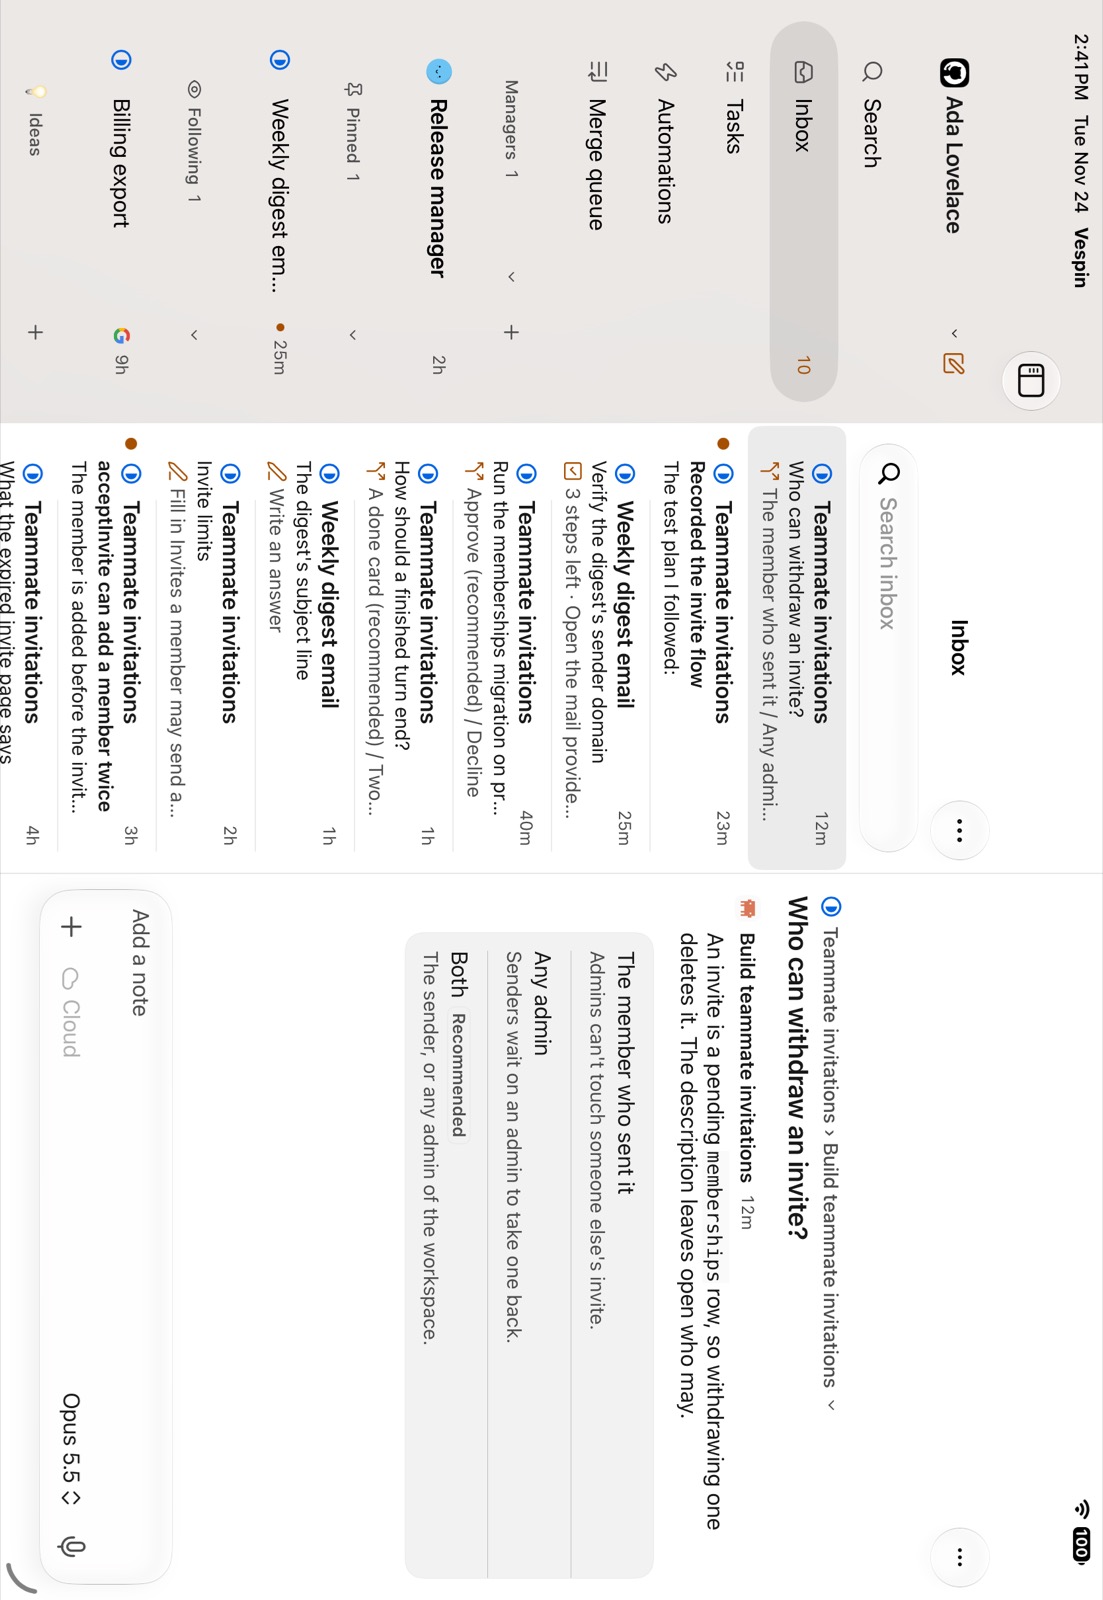 2:41 PM Tue Nov 24 Vespin
100
Ada Lovelace
Search
Inbox 10
Tasks
Automations
Merge queue
Managers 1
Release manager 2h
Pinned 1
Weekly digest em... 25m
Following 1
Billing export 9h
Ideas
Inbox
Search inbox
Teammate invitations 12m
Who can withdraw an invite?
The member who sent it / Any admi...
Teammate invitations 23m
Recorded the invite flow
The test plan I followed:
Weekly digest email 25m
Verify the digest's sender domain
3 steps left · Open the mail provide...
Teammate invitations 40m
Run the memberships migration on pr...
Approve (recommended) / Decline
Teammate invitations 1h
How should a finished turn end?
A done card (recommended) / Two...
Weekly digest email 1h
The digest's subject line
Write an answer
Teammate invitations 2h
Invite limits
Fill in Invites a member may send a...
Teammate invitations 3h
acceptInvite can add a member twice
The member is added before the invit...
Teammate invitations 4h
What the expired invite page says
Teammate invitations › Build teammate invitations
Who can withdraw an invite?
Build teammate invitations 12m
An invite is a pending memberships row, so withdrawing one
deletes it. The description leaves open who may.
The member who sent it
Admins can't touch someone else's invite.
Any admin
Senders wait on an admin to take one back.
Both Recommended
The sender, or any admin of the workspace.
Add a note
Cloud
Opus 5.5